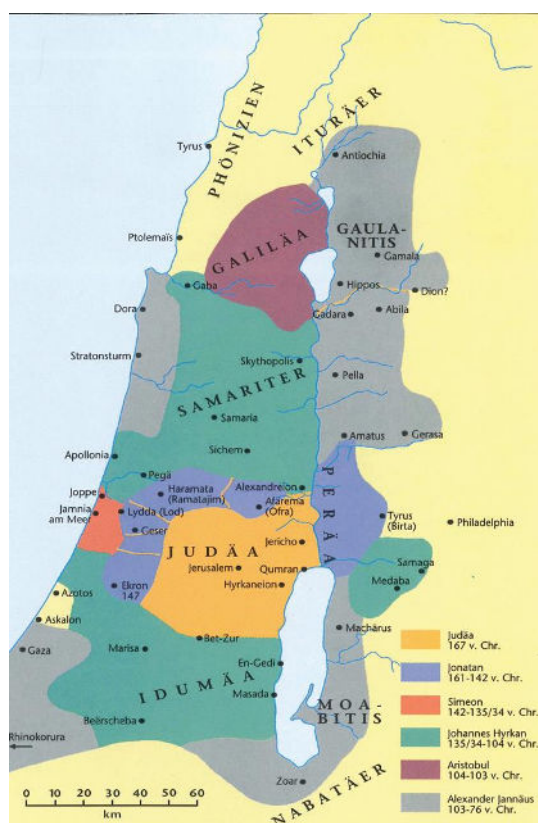 PHÖNIZIEN
ITURÄER
Tyrus
Antiochia
GAULA-
NITIS
Ptolemaïs
GALILÄA
Gamala
Gaba
Hippos
Dion?
Dora
Gadara
Abila
Stratonsturm
Skythopolis
Pella
SAMARITER
Samaria
Amatus
Gerasa
Sichem
Apollonia
Pegä
PERÄA
Joppe
Haramata
(Ramatajim)
Alexandreion
Jamnia
am Meer
Lydda (Lod)
Afärema
(Ofra)
Tyrus
(Birta)
Philadelphia
Geser
JUDÄA
Jericho
Jerusalem
Qumran
Samaga
Ekron
147
Hyrkaneion
Medaba
Azotos
Askalon
Bet-Zur
Machärus
Gaza
Marisa
En-Gedi
IDUMÄA
Masada
MOA-
BITIS
Rhinokorura
Beërscheba
Zoar
NABATÄER
Judäa
167 v. Chr.
Jonatan
161-142 v. Chr.
Simeon
142-135/34 v. Chr.
Johannes Hyrkan
135/34-104 v. Chr.
Aristobul
104-103 v. Chr.
Alexander Jannäus
103-76 v. Chr.
0 10 20 30 40 50 60
km